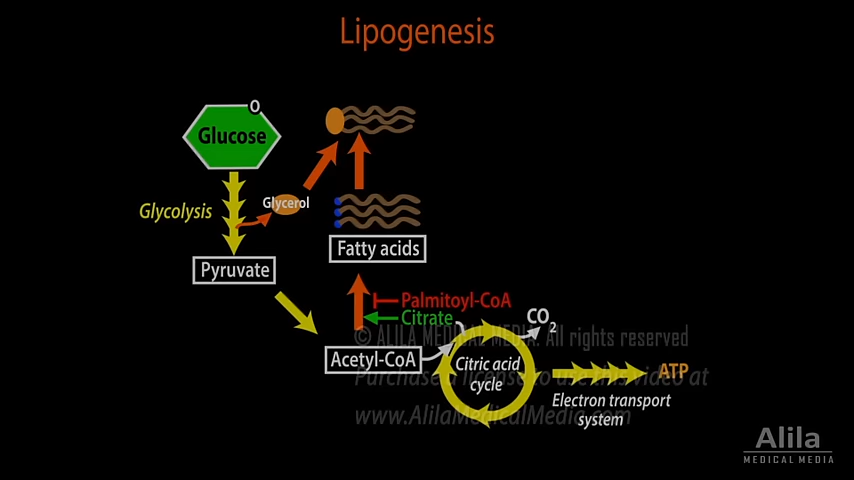 Lipogenesis
O
Glucose
Glycolysis
Glycerol
Fatty acids
Pyruvate
Palmitoyl-CoA
Citrate
CO2
© ALILA MEDICAL MEDIA. All rights reserved
Acetyl-CoA
Citric acid
cycle
ATP
Purchase a license to use this video at
Electron transport
system
www.AlilaMedicalMedia.com
Alila
MEDICAL MEDIA